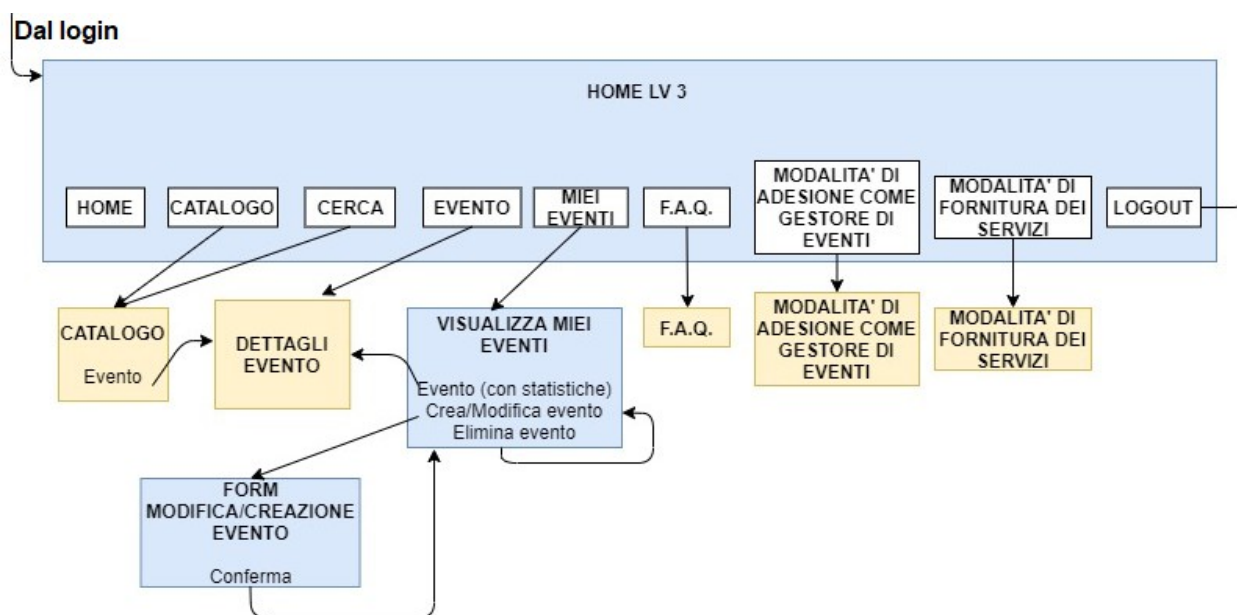 Dal login
HOME LV 3
HOME
CATALOGO
CERCA
EVENTO
MIEI
EVENTI
F.A.Q.
MODALITA' DI
ADESIONE COME
GESTORE DI
EVENTI
MODALITA' DI
FORNITURA DEI
SERVIZI
LOGOUT
CATALOGO
Evento
DETTAGLI
EVENTO
VISUALIZZA MIEI
EVENTI
Evento (con statistiche)
Crea/Modifica evento
Elimina evento
F.A.Q.
MODALITA' DI
ADESIONE COME
GESTORE DI
EVENTI
MODALITA' DI
FORNITURA DEI
SERVIZI
FORM
MODIFICA/CREAZIONE
EVENTO
Conferma